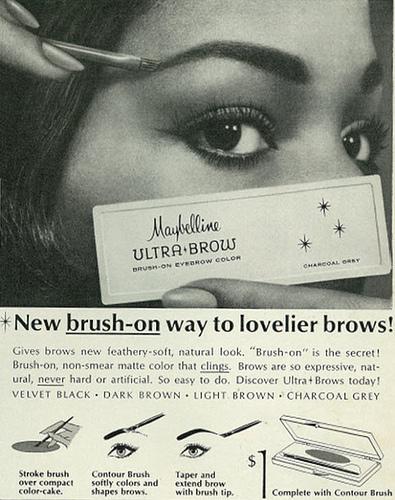 Maybelline
ULTRA✦BROW
BRUSH-ON EYEBROW COLOR
CHARCOAL GREY
*New brush-on way to lovelier brows!
Gives brows new feathery-soft, natural look. "Brush-on" is the secret!
Brush-on, non-smear matte color that clings. Brows are so expressive, nat-
ural, never hard or artificial. So easy to do. Discover Ultra✦Brows today!
VELVET BLACK • DARK BROWN • LIGHT BROWN • CHARCOAL GREY
Stroke brush
over compact
color-cake.
Contour Brush
softly colors and
shapes brows.
Taper and
extend brow
with brush tip.
$1
Complete with Contour Brush